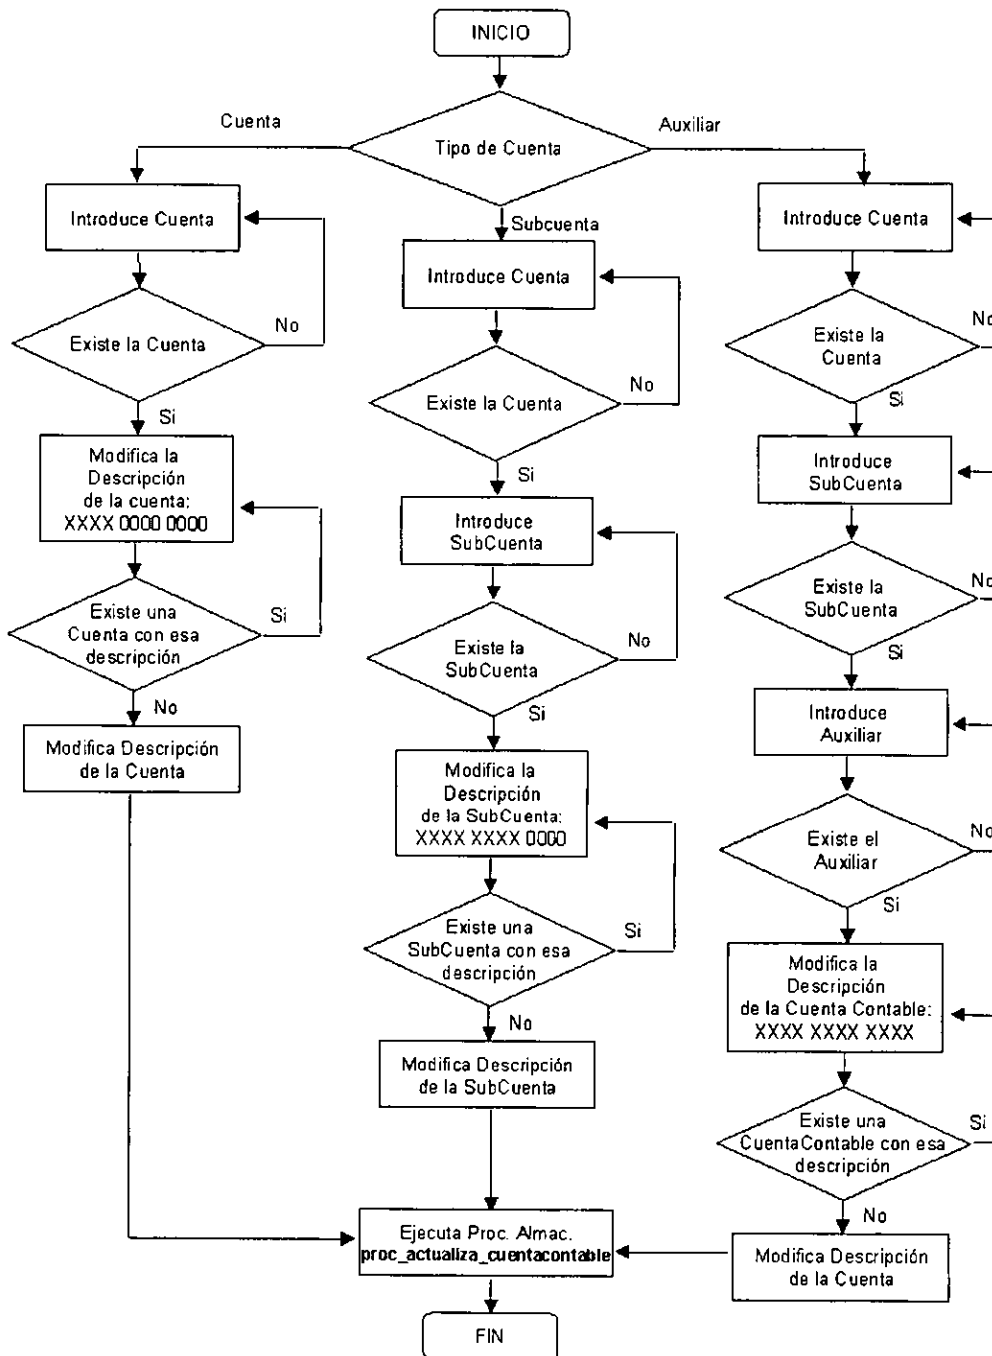 INICIO
Tipo de Cuenta
Cuenta
Introduce Cuenta
Existe la Cuenta
No
Si
Modifica la
Descripción
de la cuenta:
XXXX 0000 0000
Existe una
Cuenta con esa
descripción
Si
No
Modifica Descripción
de la Cuenta
Subcuenta
Introduce Cuenta
Existe la Cuenta
No
Si
Introduce
SubCuenta
Existe la
SubCuenta
No
Si
Modifica la
Descripción
de la SubCuenta:
XXXX XXXX 0000
Existe una
SubCuenta con esa
descripción
Si
No
Modifica Descripción
de la SubCuenta
Auxiliar
Introduce Cuenta
Existe la
Cuenta
No
Si
Introduce
SubCuenta
Existe la
SubCuenta
No
Si
Introduce
Auxiliar
Existe el
Auxiliar
No
Si
Modifica la
Descripción
de la Cuenta Contable:
XXXX XXXX XXXX
Existe una
CuentaContable con esa
descripción
Si
No
Modifica Descripción
de la Cuenta
Ejecuta Proc. Almac.
proc_actualiza_cuentacontable
FIN